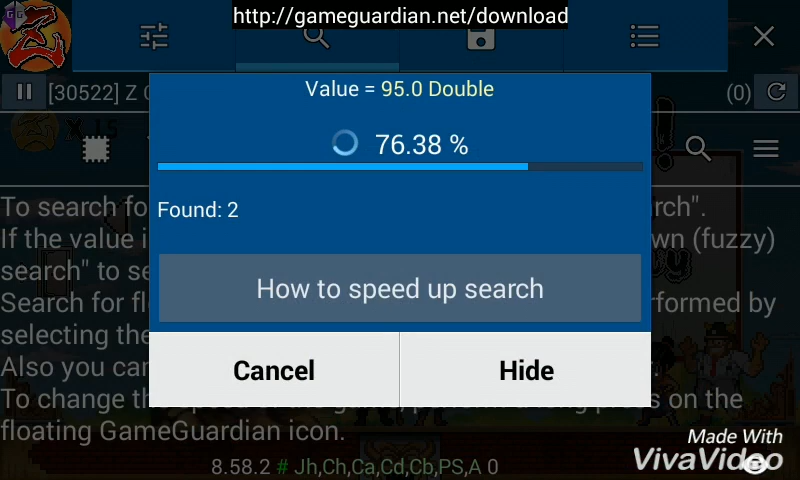 http://gameguardian.net/download
Value = 95.0 Double
[30522] Z
(0)
76.38 %
Found: 2
How to speed up search
Cancel
Hide
To search fo
rch".
If the value i
wn (fuzzy)
search" to se
Search for fl
rformed by
selecting the
Also you can
To change th
s on the
floating GameGuardian icon.
8.58.2 # Jh,Ch,Ca,Cd,Cb,PS,A 0
Made With
VivaVideo